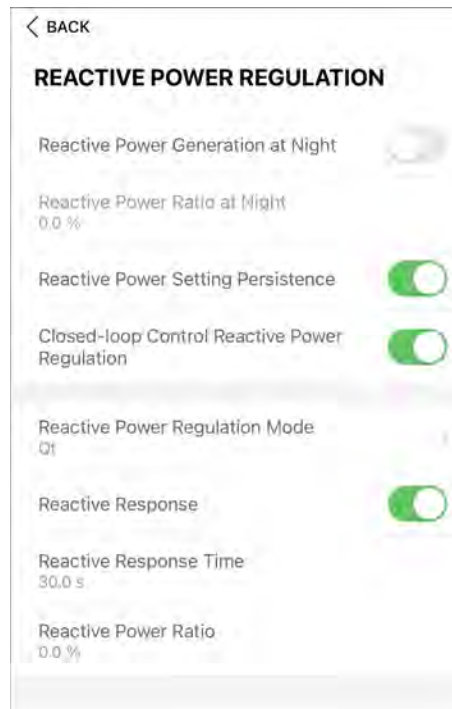 BACK
REACTIVE POWER REGULATION
Reactive Power Generation at Night
Reactive Power Ratio at Night
0.0 %
Reactive Power Setting Persistence
Closed-loop Control Reactive Power
Regulation
Reactive Power Regulation Mode
Qt
Reactive Response
Reactive Response Time
30.0 s
Reactive Power Ratio
0.0 %